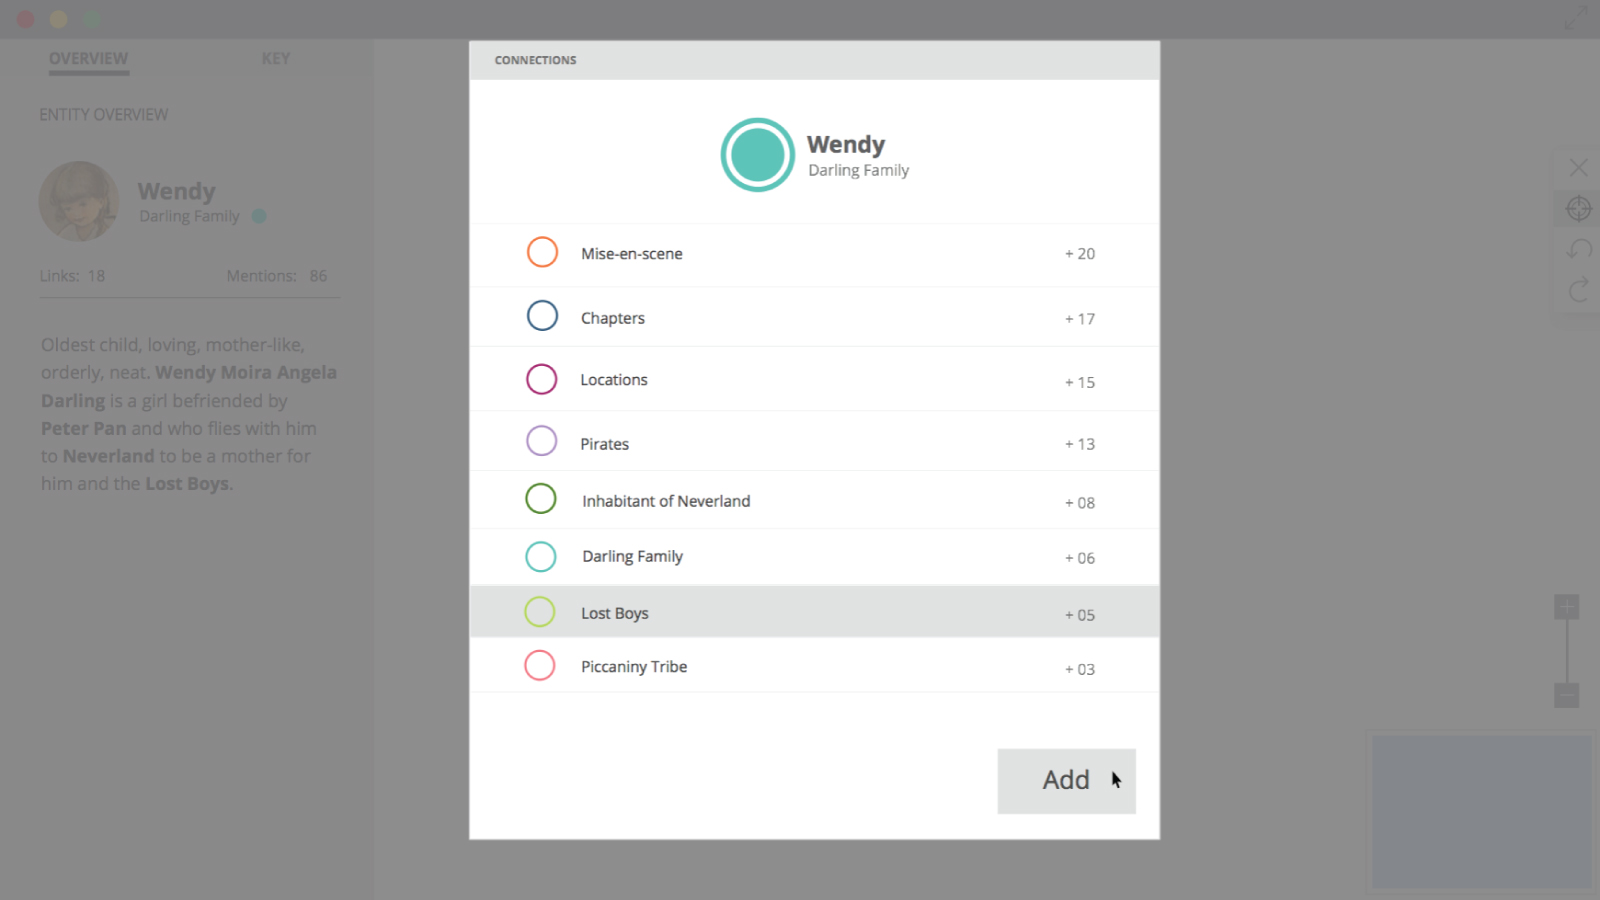 OVERVIEW
KEY
ENTITY OVERVIEW
Wendy
Darling Family
Links: 18
Mentions: 86
Oldest child, loving, mother-like,
orderly, neat. Wendy Moira Angela
Darling is a girl befriended by
Peter Pan and who flies with him
to Neverland to be a mother for
him and the Lost Boys.
CONNECTIONS
Wendy
Darling Family
Mise-en-scene + 20
Chapters + 17
Locations + 15
Pirates + 13
Inhabitant of Neverland + 08
Darling Family + 06
Lost Boys + 05
Piccaniny Tribe + 03
Add